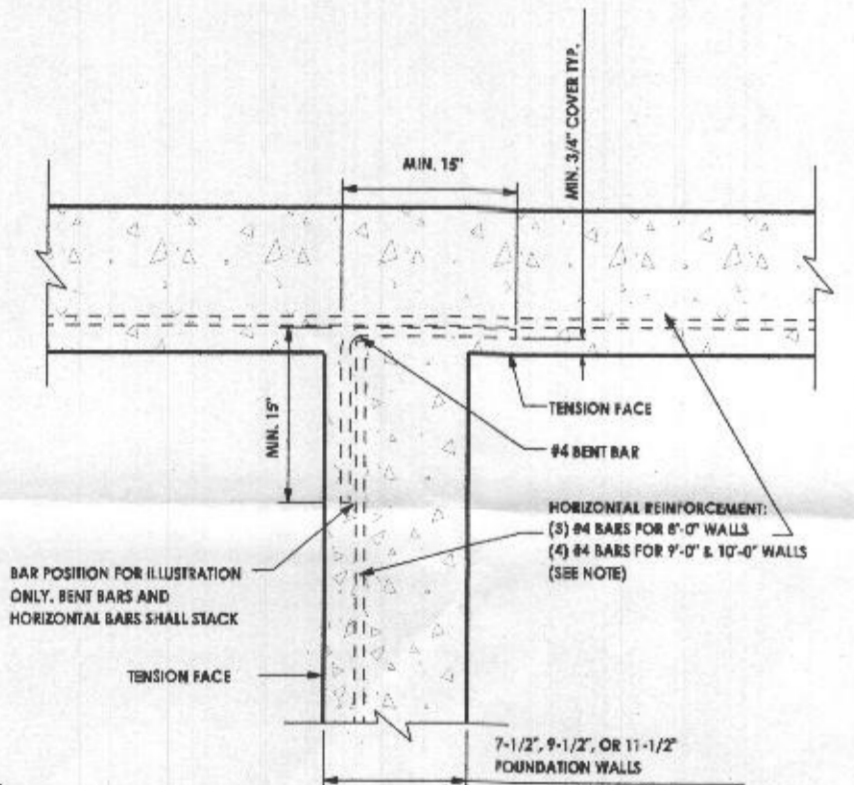 MIN. 3/4" COVER TYP.
MIN. 15"
MIN. 15"
TENSION FACE
#4 BENT BAR
HORIZONTAL REINFORCEMENT:
(3) #4 BARS FOR 8'-0" WALLS
(4) #4 BARS FOR 9'-0" & 10'-0" WALLS
(SEE NOTE)
BAR POSITION FOR ILLUSTRATION
ONLY. BENT BARS AND
HORIZONTAL BARS SHALL STACK
TENSION FACE
7-1/2", 9-1/2", OR 11-1/2"
FOUNDATION WALLS